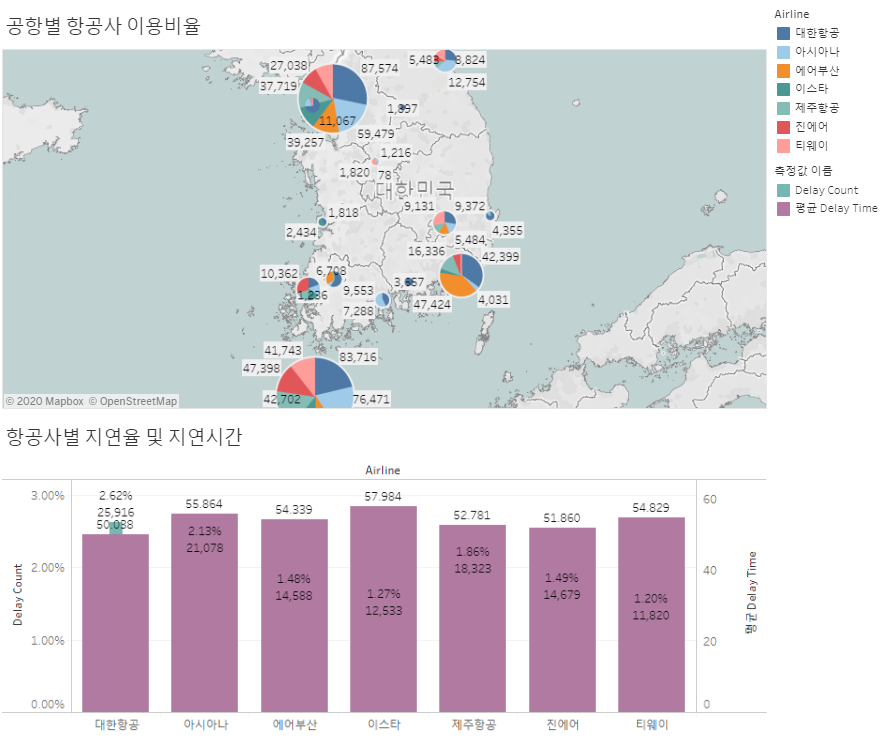 공항별 항공사 이용비율
Airline
대한항공
아시아나
에어부산
이스타
제주항공
진에어
티웨이
측정값 이름
Delay Count
평균 Delay Time
27,038
87,574
5,483
8,824
37,719
12,754
11,067
1,897
59,479
39,257
1,216
1,820
78
대한민국
9,131
9,372
1,818
2,434
4,355
5,484
16,336
42,399
10,362
6,708
3,657
1,236
9,553
47,424
4,031
7,288
41,743
83,716
47,398
42,702
76,471
© 2020 Mapbox © OpenStreetMap
항공사별 지연율 및 지연시간
Airline
3.00%
2.00%
1.00%
0.00%
Delay Count
2.62%
25,916
50.038
55.864
2.13%
21,078
54.339
1.48%
14,588
57.984
1.27%
12,533
52.781
1.86%
18,323
51.860
1.49%
14,679
54.829
1.20%
11,820
60
40
20
0
평균 Delay Time
대한항공
아시아나
에어부산
이스타
제주항공
진에어
티웨이